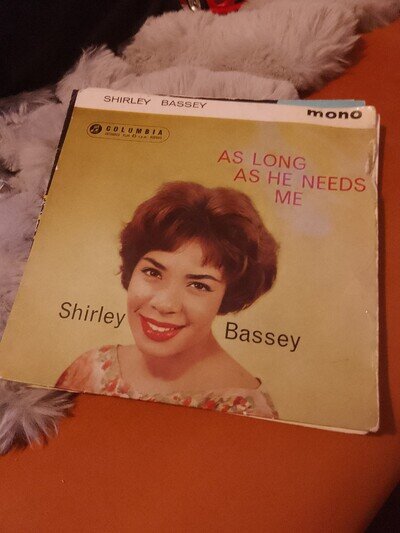 SHIRLEY BASSEY
mono
COLUMBIA
AS LONG
AS HE NEEDS
ME
Shirley
Bassey